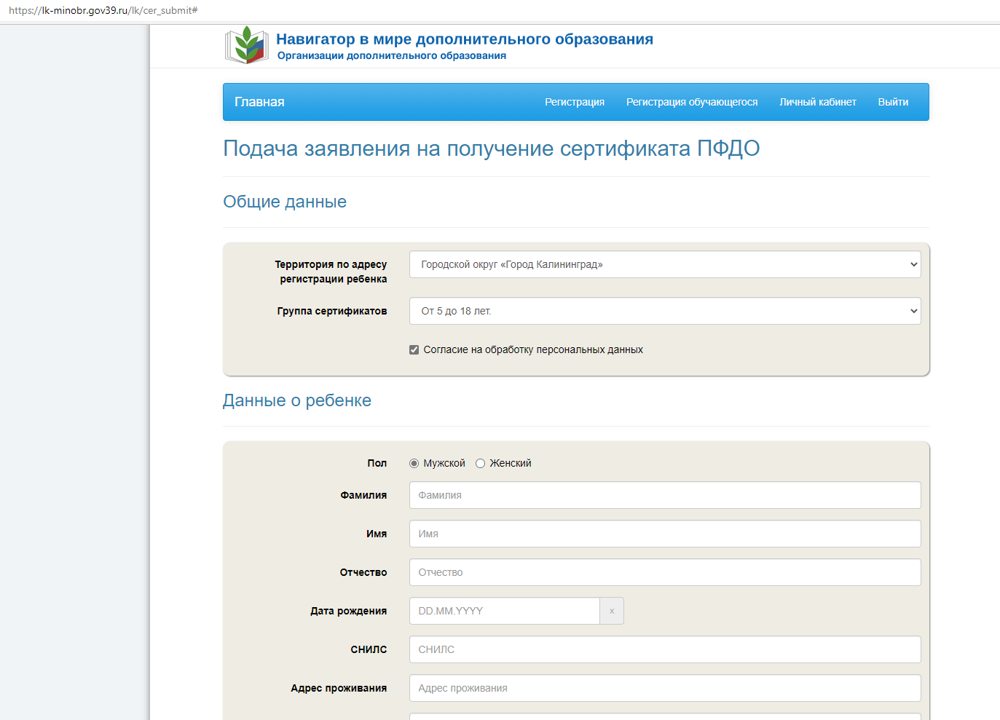 https://lk-minobr.gov39.ru/lk/cer_submit#
Навигатор в мире дополнительного образования
Организации дополнительного образования
Главная Регистрация Регистрация обучающегося Личный кабинет Выйти
Подача заявления на получение сертификата ПФДО
Общие данные
Территория по адресу регистрации ребенка Городской округ «Город Калининград»
Группа сертификатов От 5 до 18 лет.
Согласие на обработку персональных данных
Данные о ребенке
Пол Мужской Женский
Фамилия Фамилия
Имя Имя
Отчество Отчество
Дата рождения DD.MM.YYYY x
СНИЛС СНИЛС
Адрес проживания Адрес проживания